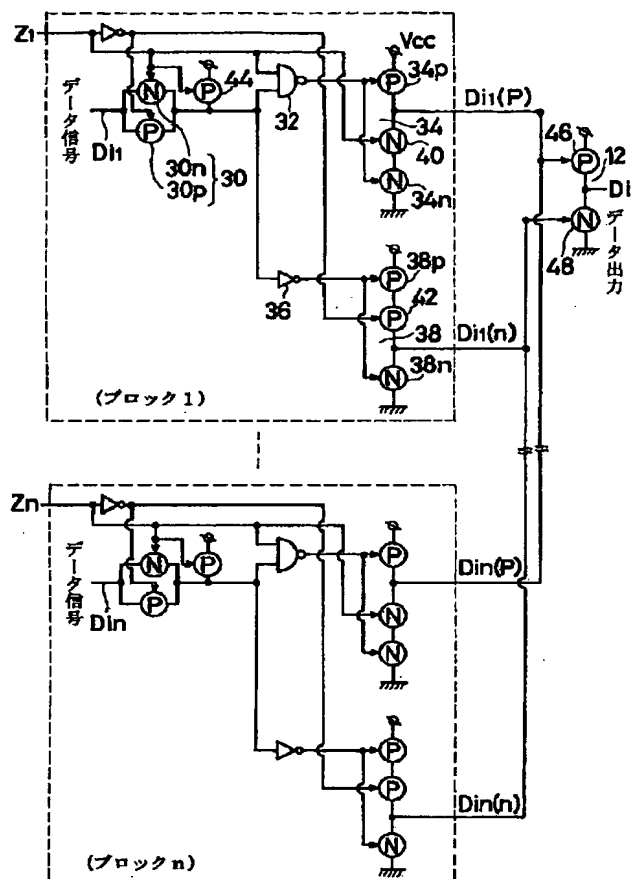 Z1
Vcc
データ信号
Di1
N
P
44
32
P
34p
34
N
40
N
34n
Di1(P)
P
30n
30p
30
46
P
12
Di
N
48
データ出力
36
P
38p
P
42
38
N
38n
Di1(n)
(ブロック1)
Zn
データ信号
Din
N
P
P
P
N
N
Din(P)
P
P
N
Din(n)
(ブロックn)